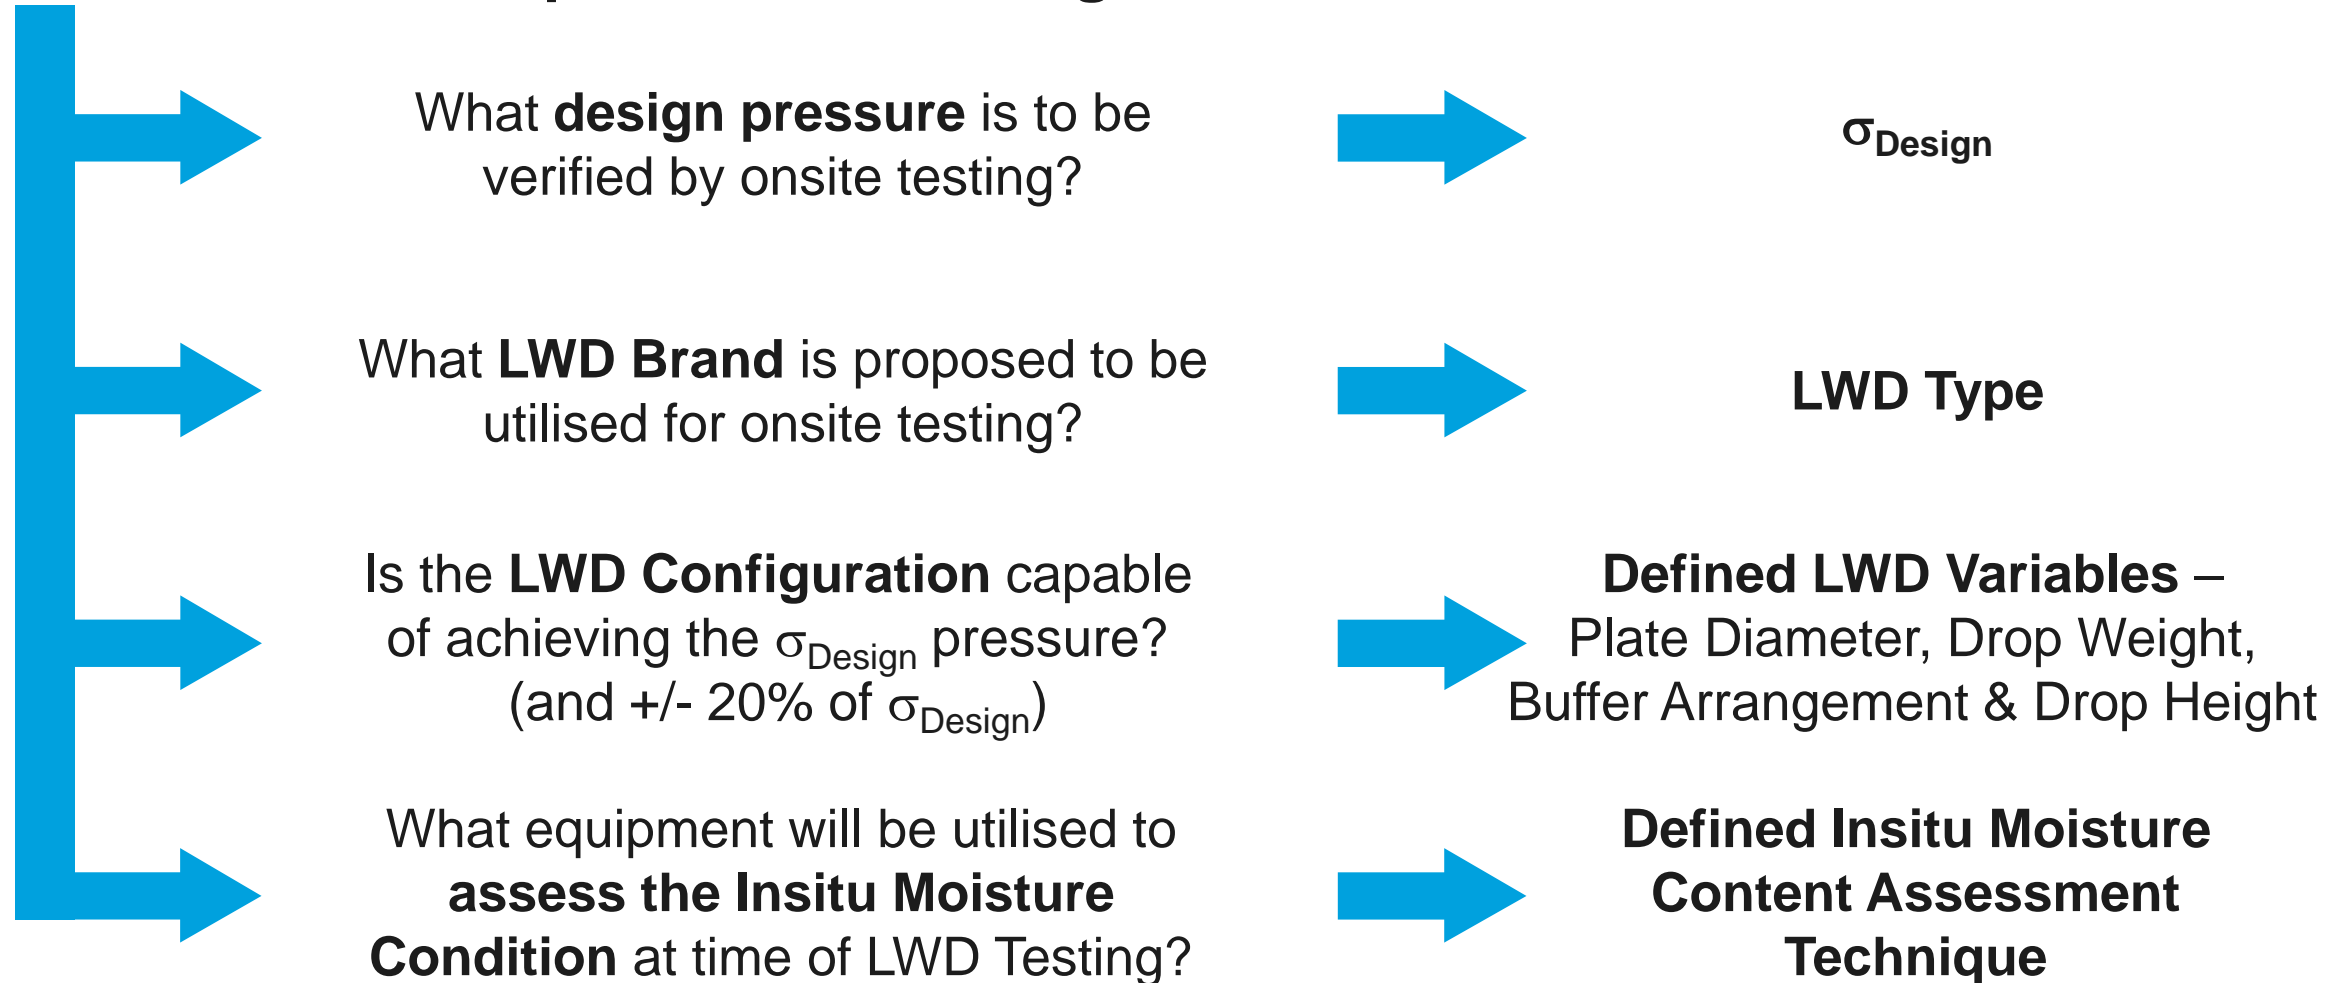 What design pressure is to be
verified by onsite testing?
σDesign
What LWD Brand is proposed to be
utilised for onsite testing?
LWD Type
Is the LWD Configuration capable
of achieving the σDesign pressure?
(and +/- 20% of σDesign)
Defined LWD Variables –
Plate Diameter, Drop Weight,
Buffer Arrangement & Drop Height
What equipment will be utilised to
assess the Insitu Moisture
Condition at time of LWD Testing?
Defined Insitu Moisture
Content Assessment
Technique